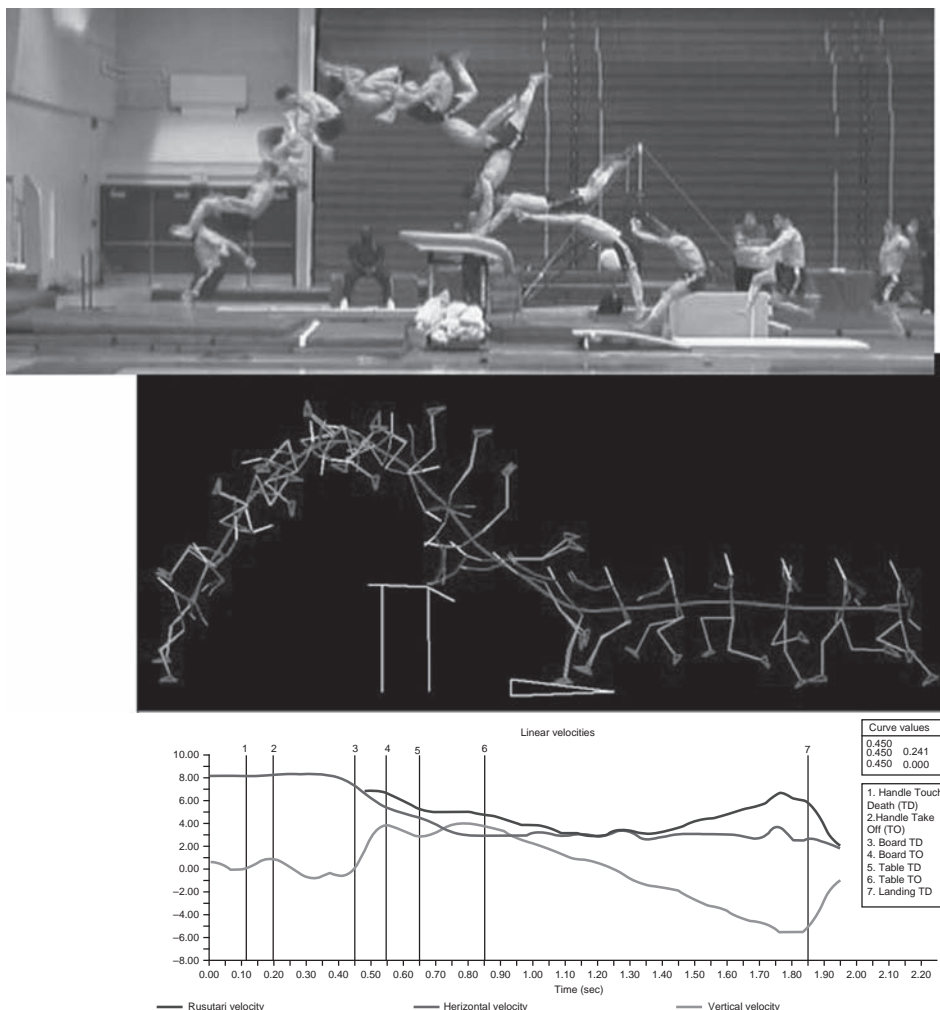 Linear velocities
10.00
8.00
6.00
4.00
2.00
0.00
-2.00
-4.00
-6.00
-8.00
1 2 3 4 5 6 7
0.00 0.10 0.20 0.30 0.40 0.50 0.60 0.70 0.80 0.90 1.00 1.10 1.20 1.30 1.40 1.50 1.60 1.70 1.80 1.90 2.00 2.10 2.20
Time (sec)
Rusutari velocity Herizontal velocity Vertical velocity
Curve values
0.450
0.450 0.241
0.450 0.000
1. Handle Touch
Death (TD)
2.Handle Take
Off (TO)
3. Board TD
4. Board TO
5. Table TD
6. Table TO
7. Landing TD